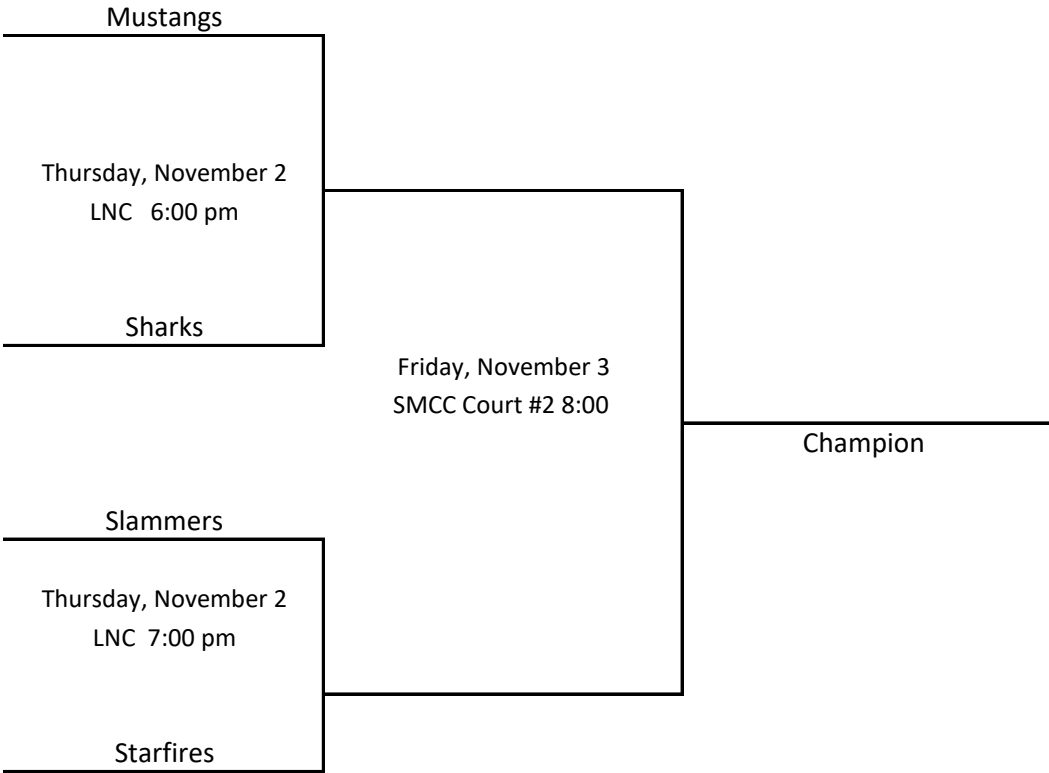 Mustangs
Thursday, November 2
LNC   6:00 pm
Sharks
Friday, November 3
SMCC Court #2 8:00
Champion
Slammers
Thursday, November 2
LNC  7:00 pm
Starfires